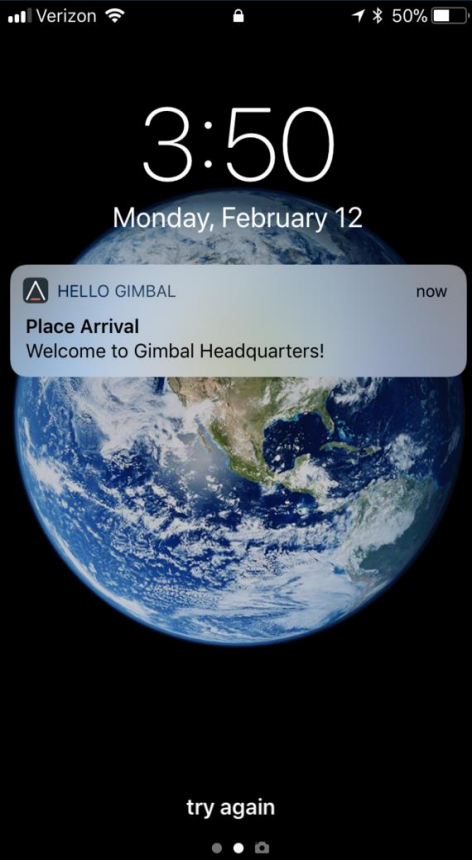 Verizon 50%
3:50
Monday, February 12
HELLO GIMBAL now
Place Arrival
Welcome to Gimbal Headquarters!
try again